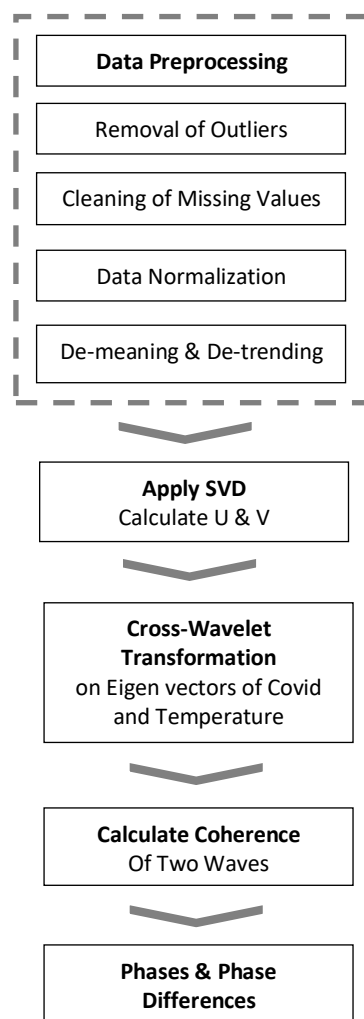 Data Preprocessing
Removal of Outliers
Cleaning of Missing Values
Data Normalization
De-meaning & De-trending
Apply SVD
Calculate U & V
Cross-Wavelet
Transformation
on Eigen vectors of Covid
and Temperature
Calculate Coherence
Of Two Waves
Phases & Phase
Differences